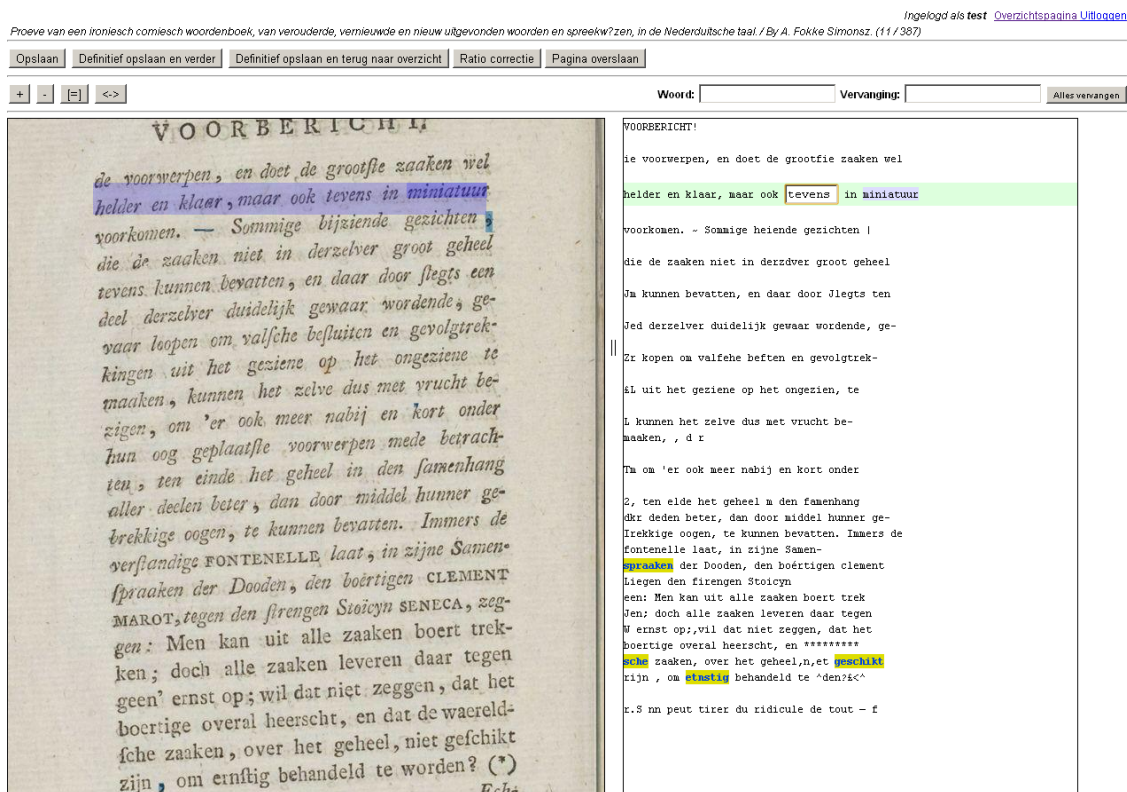 Ingelogd als test Overzichtspagina Uitloggen
Proeve van een ironiesch comiesch woordenboek, van verouderde, vernieuwde en nieuw uitgevonden woorden en spreekw?zen, in de Nederduitsche taal. / By A. Fokke Simonsz. (11 / 387)
Opslaan Definitief opslaan en verder Definitief opslaan en terug naar overzicht Ratio correctie Pagina overslaan
+ - [=] <-> Woord: Vervanging: Alles vervangen
VOORBERICHT.
de voorwerpen, en doet de grootſte zaaken wel
helder en klaar, maar ook tevens in miniatuur
voorkomen. — Sommige bijziende gezichten,
die de zaaken niet in derzelver groot geheel
tevens kunnen bevatten, en daar door ſlegts een
deel derzelver duidelijk gewaar wordende, ge-
vaar loopen om valſche beſluiten en gevolgtrek-
kingen uit het geziene op het ongeziene te
maaken, kunnen het zelve dus met vrucht be-
zigen, om 'er ook meer nabij en kort onder
hun oog geplaatſte voorwerpen mede betrach-
ten, ten einde het geheel in den ſamenhang
aller deelen beter, dan door middel hunner ge-
brekkige oogen, te kunnen bevatten. Immers de
verſtandige FONTENELLE laat, in zijne Samen-
ſpraaken der Dooden, den boërtigen CLEMENT
MAROT, tegen den ſtrengen Stoïcyn SENECA, zeg-
gen: Men kan uit alle zaaken boert trek-
ken; doch alle zaaken leveren daar tegen
geen' ernst op; wil dat niet zeggen, dat het
boertige overal heerscht, en dat de waereld-
ſche zaaken, over het geheel, niet geſchikt
zijn, om ernſtig behandeld te worden? (*)
VOORBERICHT!
ie voorwerpen, en doet de grootfie zaaken wel
helder en klaar, maar ook tevens in miniatuur
voorkomen. ~ Sommige heiende gezichten |
die de zaaken niet in derzdver groot geheel
Jm kunnen bevatten, en daar door Jlegts ten
Jed derzelver duidelijk gewaar wordende, ge-
Zr kopen om valfehe beften en gevolgtrek-
£L uit het geziene op het ongezien, te
L kunnen het zelve dus met vrucht be-
maaken, , d r
Tm om 'er ook meer nabij en kort onder
2, ten elde het geheel m den famenhang
dkr deden beter, dan door middel hunner ge-
Irekkige oogen, te kunnen bevatten. Immers de
fontenelle laat, in zijne Samen-
spraaken der Dooden, den boértigen clement
Liegen den firengen Stoicyn
een: Men kan uit alle zaaken boert trek
Jen; doch alle zaaken leveren daar tegen
W ernst op;,vil dat niet zeggen, dat het
boertige overal heerscht, en *********
sche zaaken, over het geheel,n,et geschikt
rijn , om etnstig behandeld te ^den?£<^
r.S nn peut tirer du ridicule de tout — f